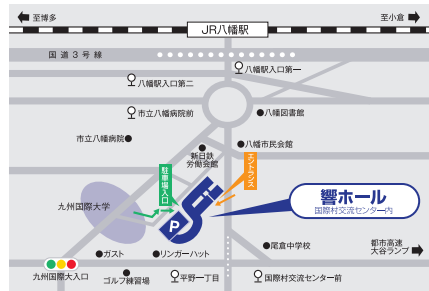 至博多
至小倉
JR八幡駅
国道3号線
八幡駅入口第一
八幡駅入口第二
市立八幡病院前
八幡図書館
市立八幡病院
八幡市民会館
新日鉄
労働会館
駐車場入口
エントランス
九州国際大学
P
響ホール
国際村交流センター内
ガスト
リンガーハット
尾倉中学校
都市高速
大谷ランプ
九州国際大入口
ゴルフ練習場
平野一丁目
国際村交流センター前